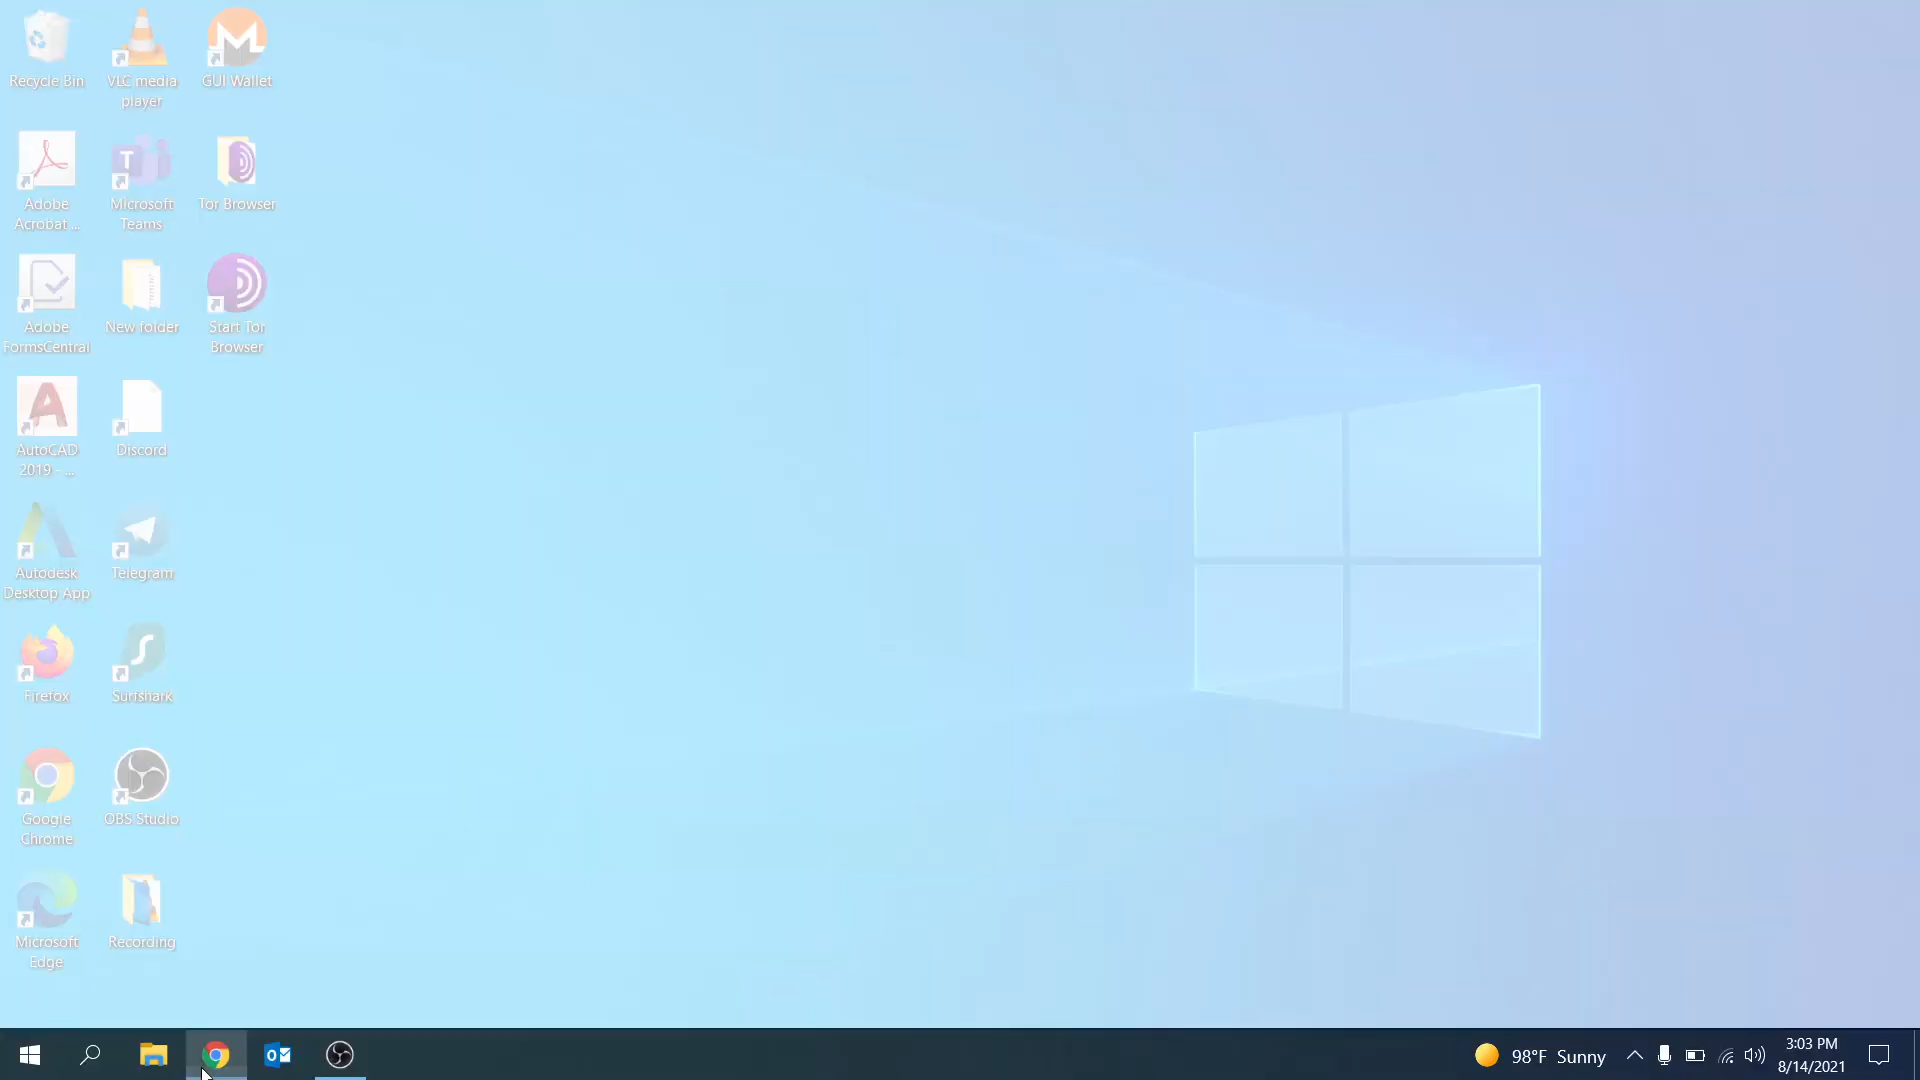 Recycle Bin
VLC media
player
GUI Wallet
Adobe
Acrobat ...
Microsoft
Teams
Tor Browser
Adobe
FormsCentral
New folder
Start Tor
Browser
AutoCAD
2019 - ...
Discord
Autodesk
Desktop App
Telegram
Firefox
Surfshark
Google
Chrome
OBS Studio
Microsoft
Edge
Recording
98°F Sunny
3:03 PM
8/14/2021